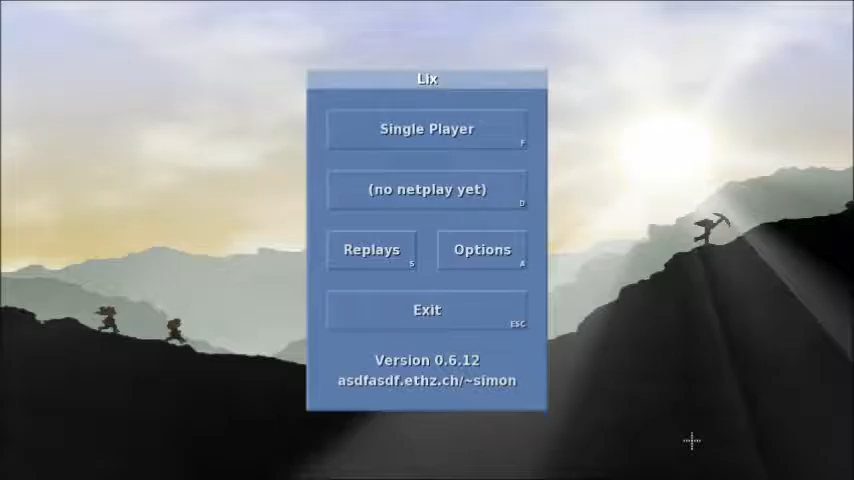 Lix
Single Player
F
(no netplay yet)
D
Replays
S
Options
A
Exit
ESC
Version 0.6.12
asdfasdf.ethz.ch/~simon